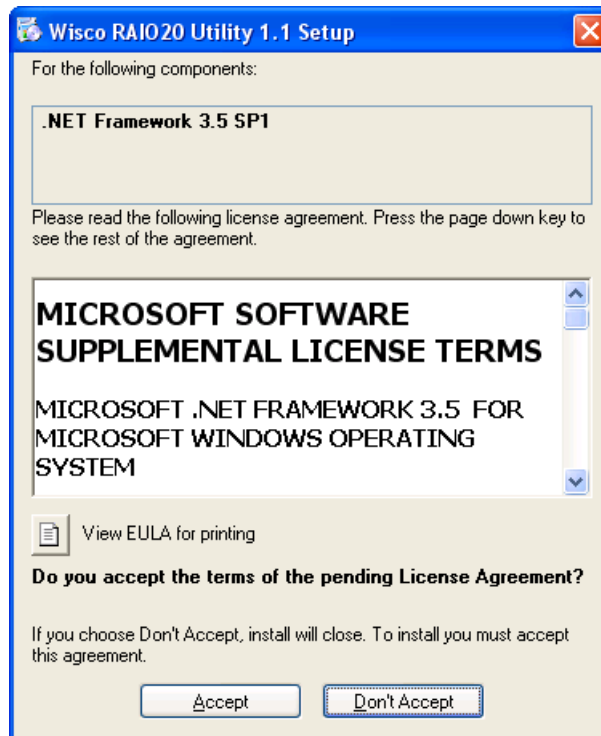 Wisco RAIO20 Utility 1.1 Setup
For the following components:
.NET Framework 3.5 SP1
Please read the following license agreement. Press the page down key to
see the rest of the agreement.
MICROSOFT SOFTWARE
SUPPLEMENTAL LICENSE TERMS
MICROSOFT .NET FRAMEWORK 3.5 FOR
MICROSOFT WINDOWS OPERATING
SYSTEM
View EULA for printing
Do you accept the terms of the pending License Agreement?
If you choose Don't Accept, install will close. To install you must accept
this agreement.
Accept
Don't Accept